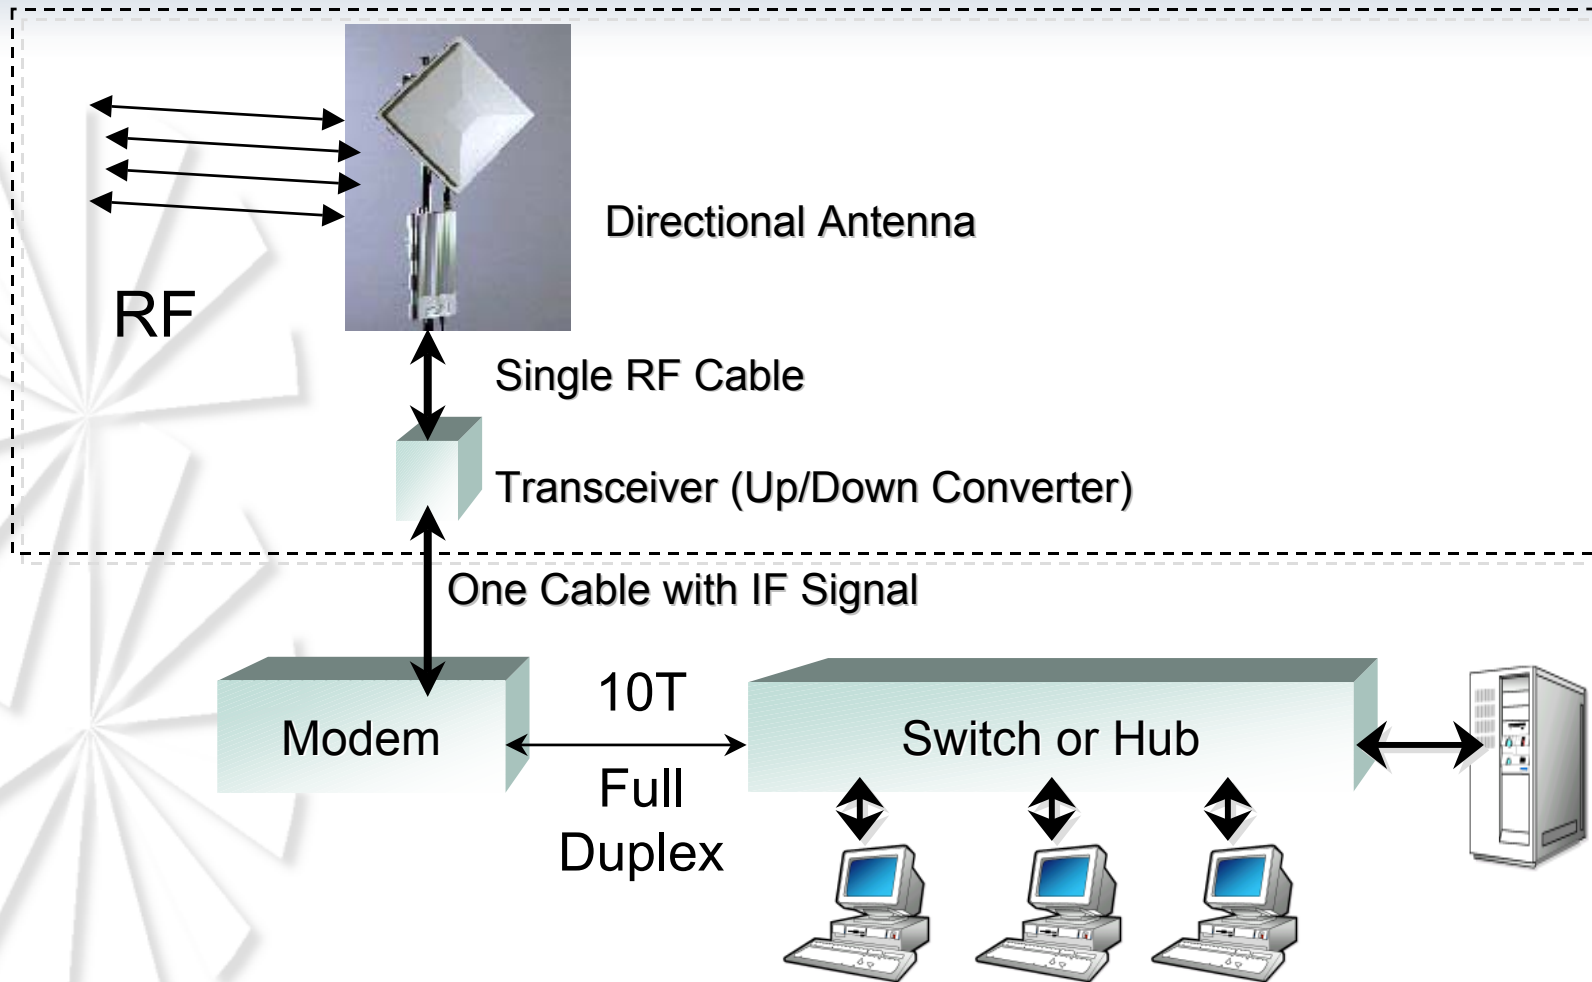 Directional Antenna
RF
Single RF Cable
Transceiver (Up/Down Converter)
One Cable with IF Signal
Modem
10T
Full
Duplex
Switch or Hub